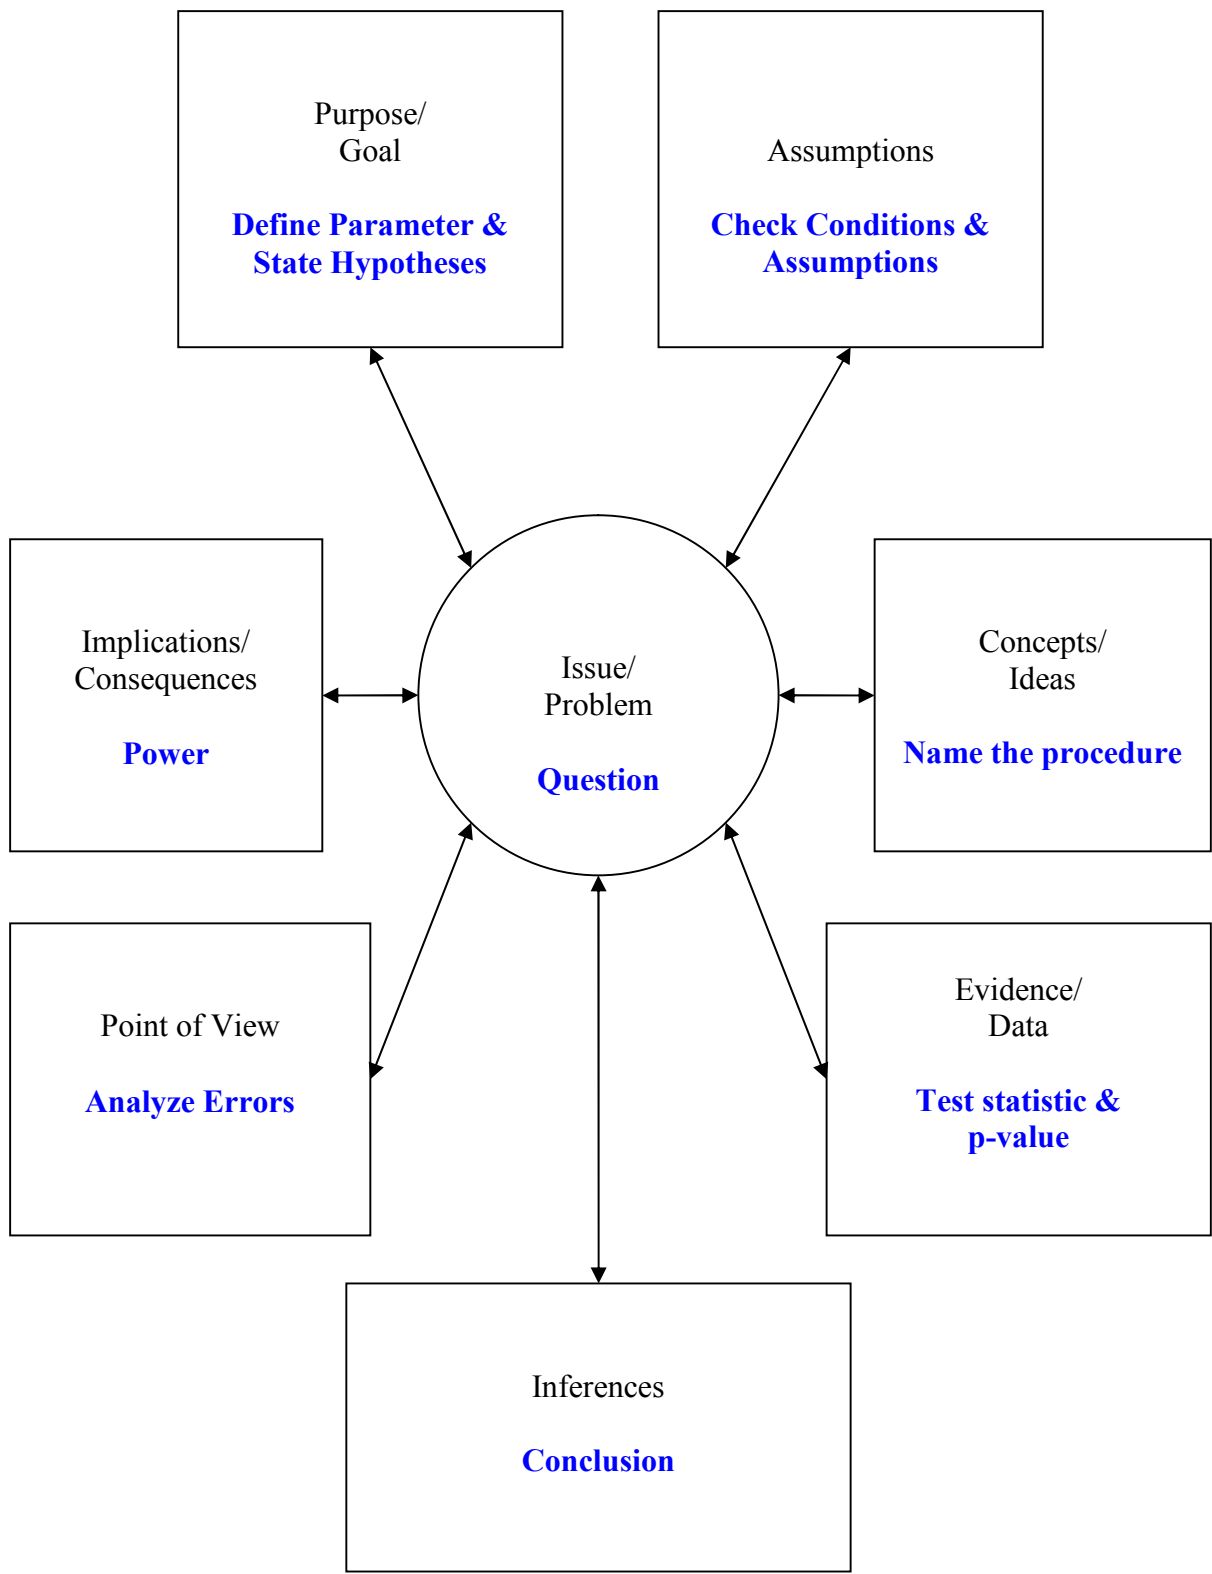 Purpose/
Goal
Define Parameter &
State Hypotheses
Assumptions
Check Conditions &
Assumptions
Implications/
Consequences
Power
Issue/
Problem
Question
Concepts/
Ideas
Name the procedure
Point of View
Analyze Errors
Evidence/
Data
Test statistic &
p-value
Inferences
Conclusion